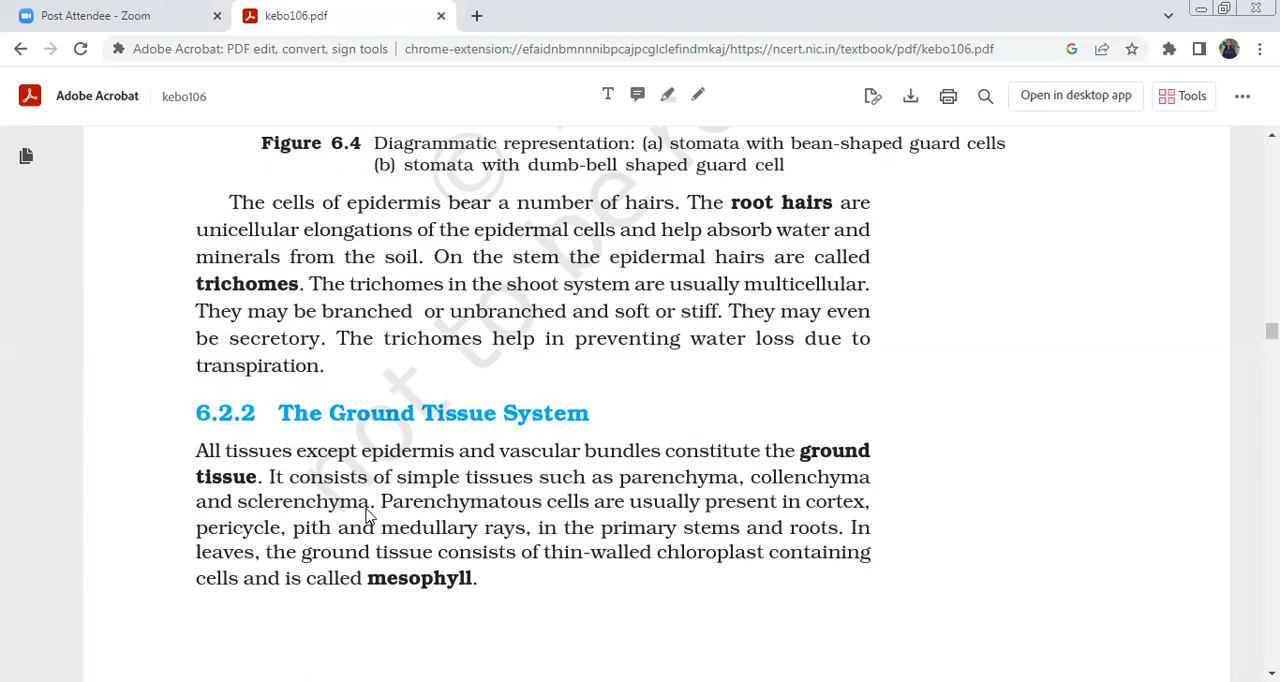 Post Attendee - Zoom
kebo106.pdf
Adobe Acrobat: PDF edit, convert, sign tools | chrome-extension://efaidnbmnnnibpcajpcglclefindmkaj/https://ncert.nic.in/textbook/pdf/kebo106.pdf
Adobe Acrobat kebo106
Open in desktop app
Tools
Figure 6.4 Diagrammatic representation: (a) stomata with bean-shaped guard cells
(b) stomata with dumb-bell shaped guard cell
The cells of epidermis bear a number of hairs. The root hairs are
unicellular elongations of the epidermal cells and help absorb water and
minerals from the soil. On the stem the epidermal hairs are called
trichomes. The trichomes in the shoot system are usually multicellular.
They may be branched or unbranched and soft or stiff. They may even
be secretory. The trichomes help in preventing water loss due to
transpiration.
6.2.2 The Ground Tissue System
All tissues except epidermis and vascular bundles constitute the ground
tissue. It consists of simple tissues such as parenchyma, collenchyma
and sclerenchyma. Parenchymatous cells are usually present in cortex,
pericycle, pith and medullary rays, in the primary stems and roots. In
leaves, the ground tissue consists of thin-walled chloroplast containing
cells and is called mesophyll.
©
not to be re